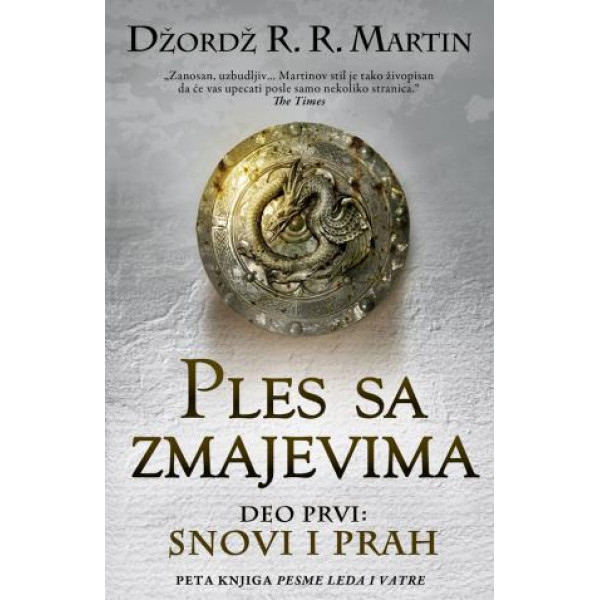 DŽORDŽ R. R. MARTIN
„Zanosan, uzbudljiv... Martinov stil je tako živopisan
da će vas upecati posle samo nekoliko stranica.”
The Times
PLES SA
ZMAJEVIMA
DEO PRVI:
SNOVI I PRAH
PETA KNJIGA PESME LEDA I VATRE